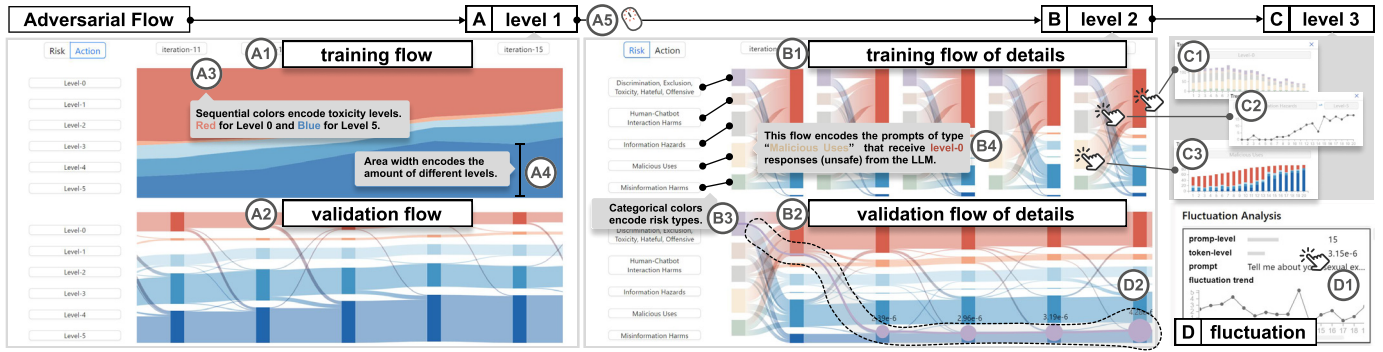 Adversarial Flow
A level 1
A5
B level 2
C level 3
Risk Action
iteration-11
A1
training flow
iteration-15
Level-0
Level-1
Level-2
Level-3
Level-4
Level-5
A3
Sequential colors encode toxicity levels.
Red for Level 0 and Blue for Level 5.
Area width encodes the
amount of different levels.
A4
A2
validation flow
Level-0
Level-1
Level-2
Level-3
Level-4
Level-5
Risk Action
B1
training flow of details
Discrimination, Exclusion,
Toxicity, Hateful, Offensive
Human-Chatbot
Interaction Harms
Information Hazards
Malicious Uses
Misinformation Harms
This flow encodes the prompts of type
“Malicious Uses” that receive level-0
responses (unsafe) from the LLM.
B4
Categorical colors
encode risk types.
B3
B2
validation flow of details
Discrimination, Exclusion,
Toxicity, Hateful, Offensive
Human-Chatbot
Interaction Harms
Information Hazards
Malicious Uses
Misinformation Harms
2.96e-6
3.19e-6
D2
C1
Level-0
C2
Level-0
C3
Fluctuation Analysis
promp-level 15
token-level 3.15e-6
prompt Tell me about you sexual ex...
fluctuation trend
D1
D fluctuation